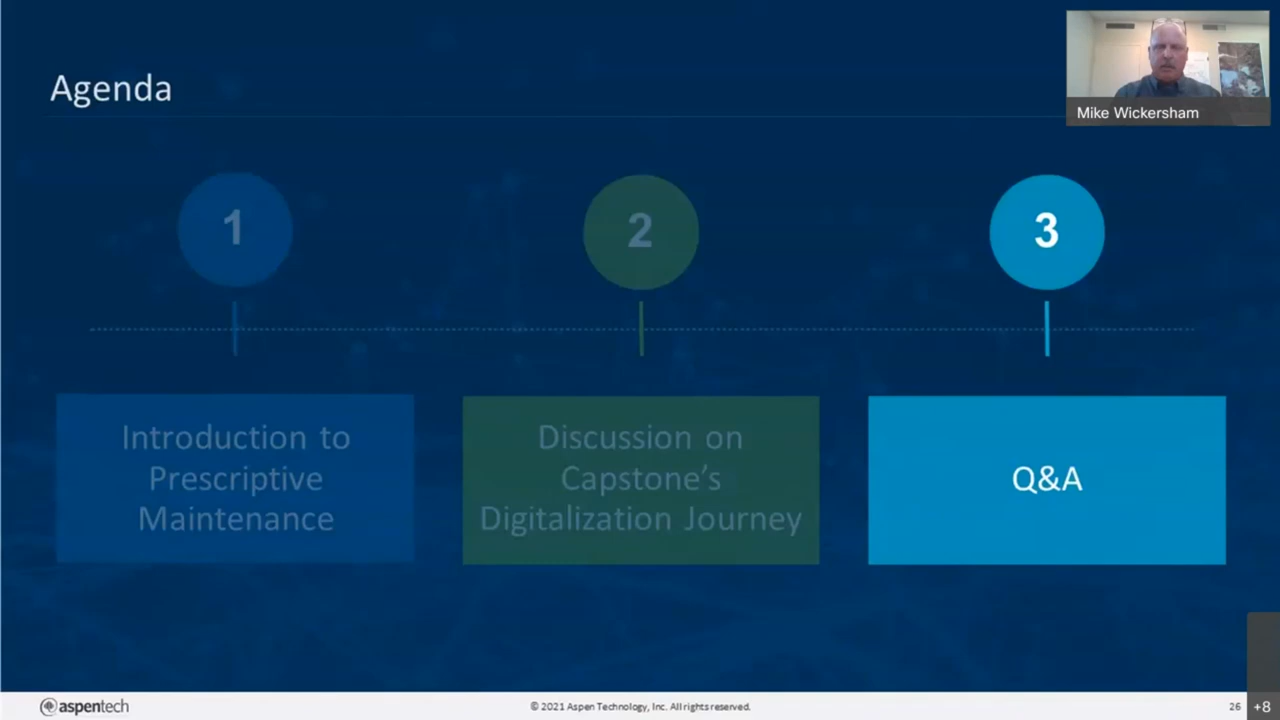 Agenda
Mike Wickersham
1
2
3
Introduction to
Prescriptive
Maintenance
Discussion on
Capstone’s
Digitalization Journey
Q&A
aspentech
© 2021 Aspen Technology, Inc. All rights reserved.
26
+8